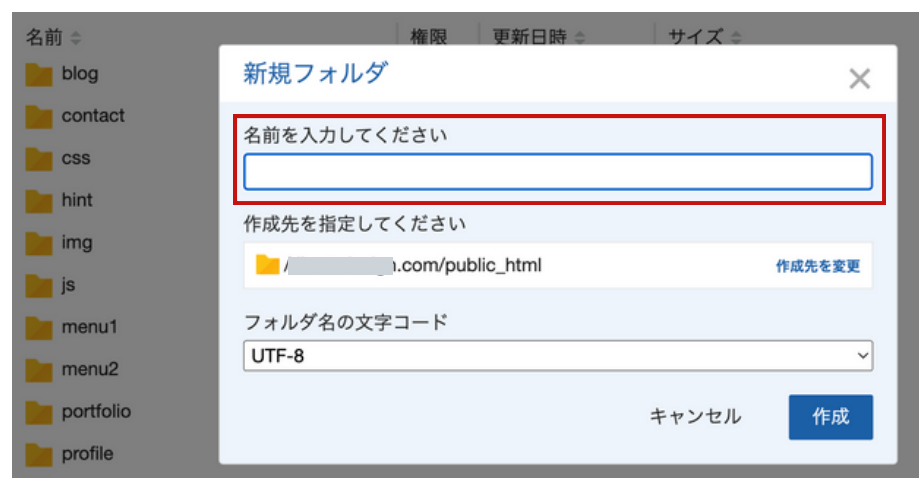 名前 権限 更新日時 サイズ
blog
contact
css
hint
img
js
menu1
menu2
portfolio
profile
新規フォルダ
名前を入力してください
作成先を指定してください
/ .com/public_html 作成先を変更
フォルダ名の文字コード
UTF-8
キャンセル 作成